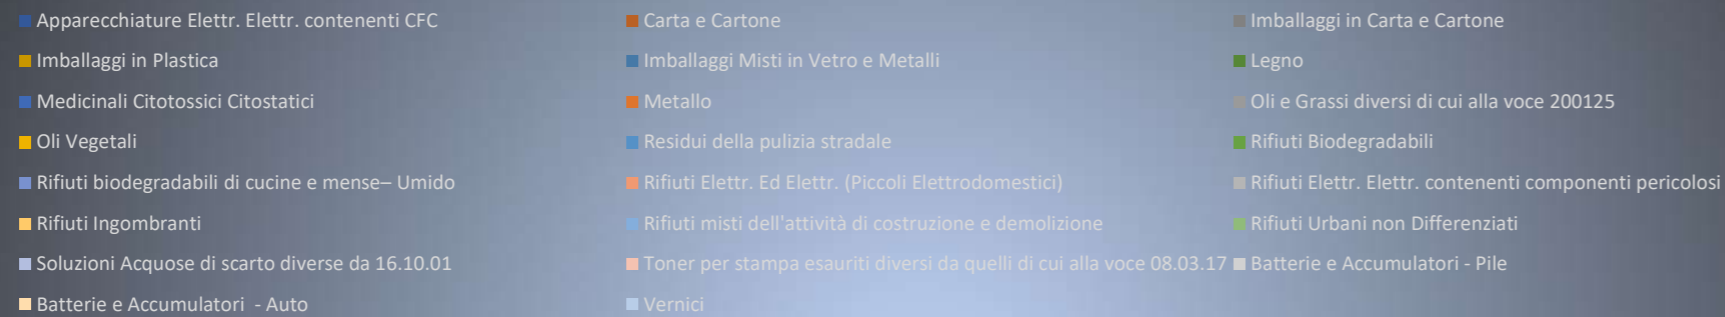 Apparecchiature Elettr. Elettr. contenenti CFC
Carta e Cartone
Imballaggi in Carta e Cartone
Imballaggi in Plastica
Imballaggi Misti in Vetro e Metalli
Legno
Medicinali Citotossici Citostatici
Metallo
Oli e Grassi diversi di cui alla voce 200125
Oli Vegetali
Residui della pulizia stradale
Rifiuti Biodegradabili
Rifiuti biodegradabili di cucine e mense– Umido
Rifiuti Elettr. Ed Elettr. (Piccoli Elettrodomestici)
Rifiuti Elettr. Elettr. contenenti componenti pericolosi
Rifiuti Ingombranti
Rifiuti misti dell'attività di costruzione e demolizione
Rifiuti Urbani non Differenziati
Soluzioni Acquose di scarto diverse da 16.10.01
Toner per stampa esauriti diversi da quelli di cui alla voce 08.03.17
Batterie e Accumulatori - Pile
Batterie e Accumulatori - Auto
Vernici